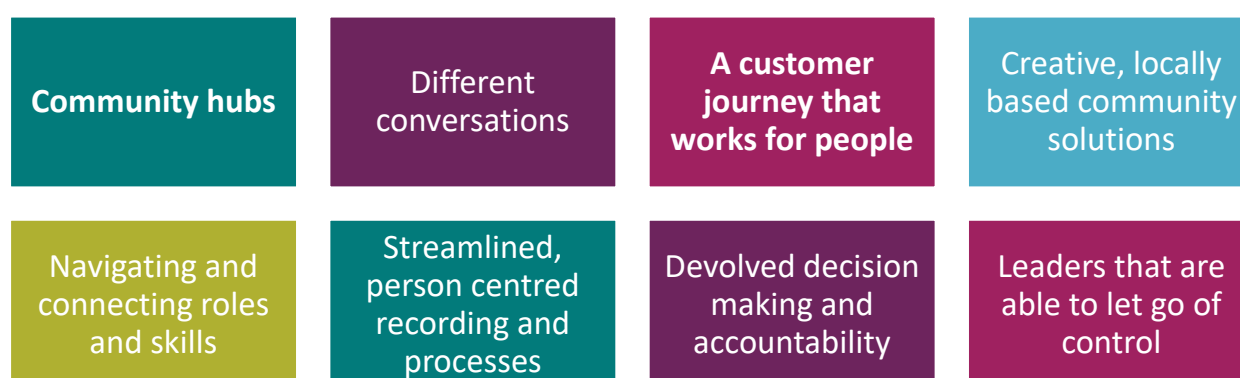 Community hubs
Different
conversations
A customer
journey that
works for people
Creative, locally
based community
solutions
Navigating and
connecting roles
and skills
Streamlined,
person centred
recording and
processes
Devolved decision
making and
accountability
Leaders that are
able to let go of
control